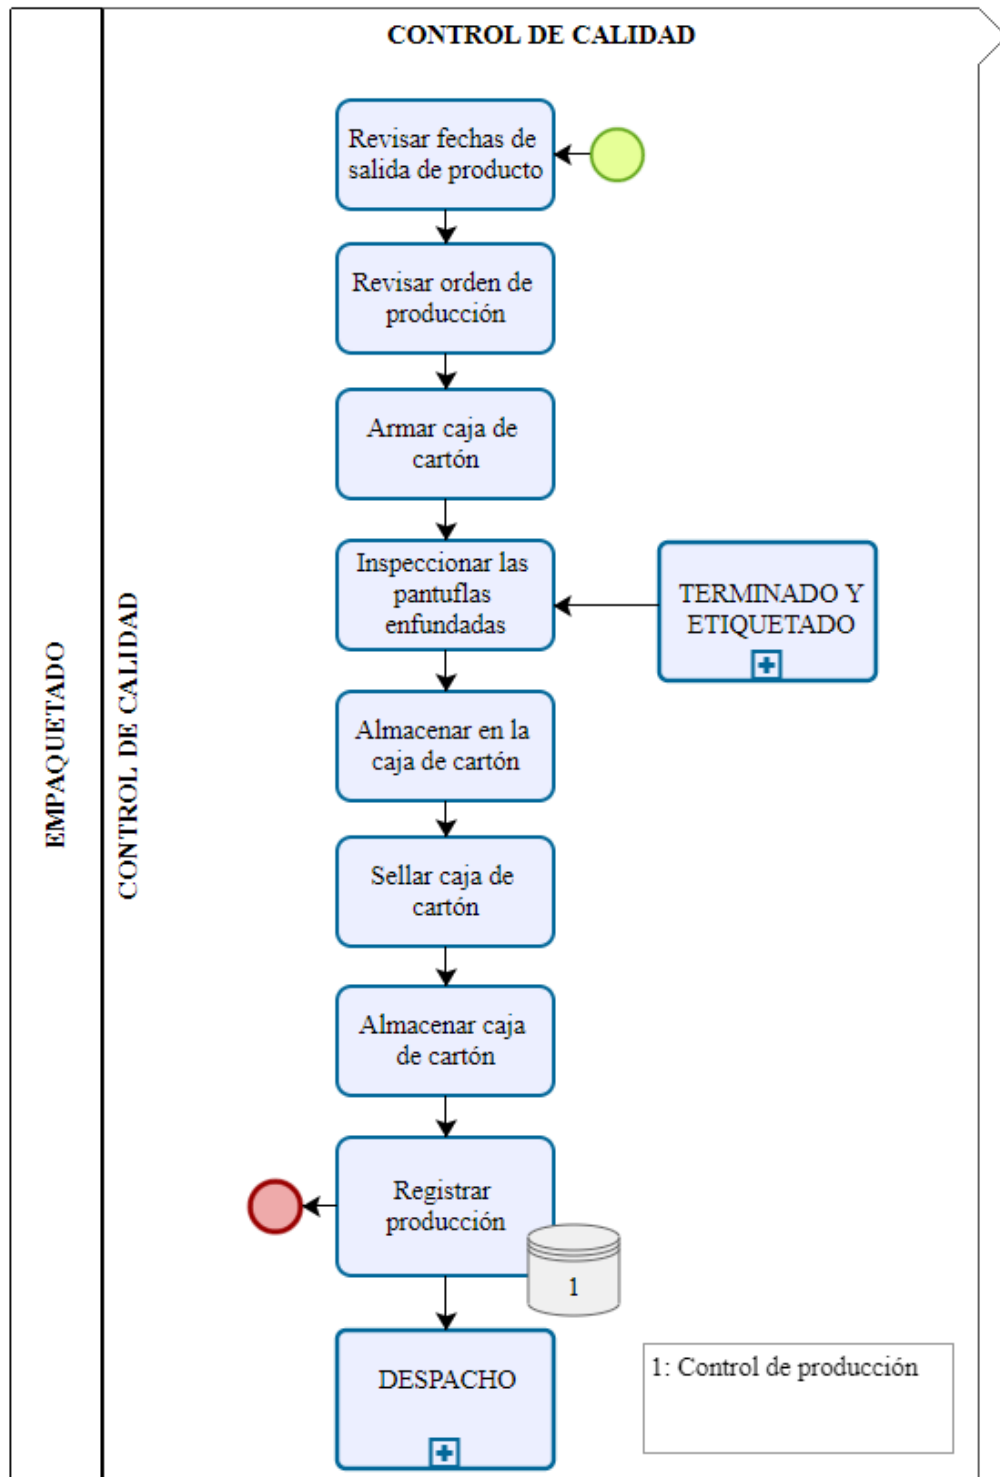 CONTROL DE CALIDAD
EMPAQUETADO
CONTROL DE CALIDAD
Revisar fechas de
salida de producto
Revisar orden de
producción
Armar caja de
cartón
Inspeccionar las
pantuflas
enfundadas
TERMINADO Y
ETIQUETADO
Almacenar en la
caja de cartón
Sellar caja de
cartón
Almacenar caja
de cartón
Registrar
producción
1
DESPACHO
1: Control de producción